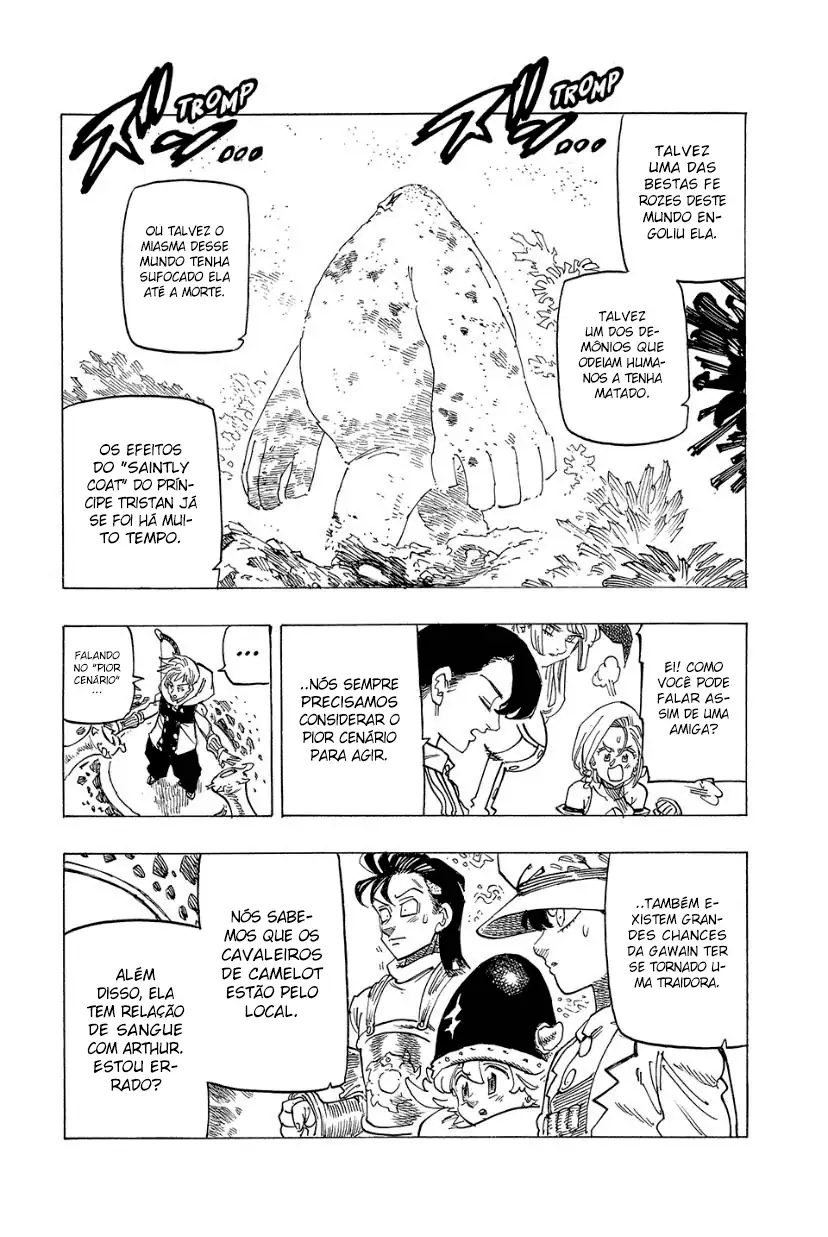 ズッ
TROMP
ズッ
TROMP
TALVEZ
UMA DAS
BESTAS FE
ROZES DESTE
MUNDO EN-
GOLIU ELA.
TALVEZ
UM DOS DE-
MÔNIOS QUE
ODEIAM HUMA-
NOS A TENHA
MATADO.
OU TALVEZ O
MIASMA DESSE
MUNDO TENHA
SUFOCADO ELA
ATÉ A MORTE.
OS EFEITOS
DO "SAINTLY
COAT" DO PRÍN-
CIPE TRISTAN JÁ
SE FOI HÁ MUI-
TO TEMPO.
EI! COMO
VOCÊ PODE
FALAR AS-
SIM DE UMA
AMIGA?
..NÓS SEMPRE
PRECISAMOS
CONSIDERAR O
PIOR CENÁRIO
PARA AGIR.
...
FALANDO
NO "PIOR
CENÁRIO"
...
..TAMBÉM E-
XISTEM GRAN-
DES CHANCES
DA GAWAIN TER
SE TORNADO U-
MA TRAIDORA.
NÓS SABE-
MOS QUE OS
CAVALEIROS
DE CAMELOT
ESTÃO PELO
LOCAL.
ALÉM
DISSO, ELA
TEM RELAÇÃO
DE SANGUE
COM ARTHUR.
ESTOU ER-
RADO?